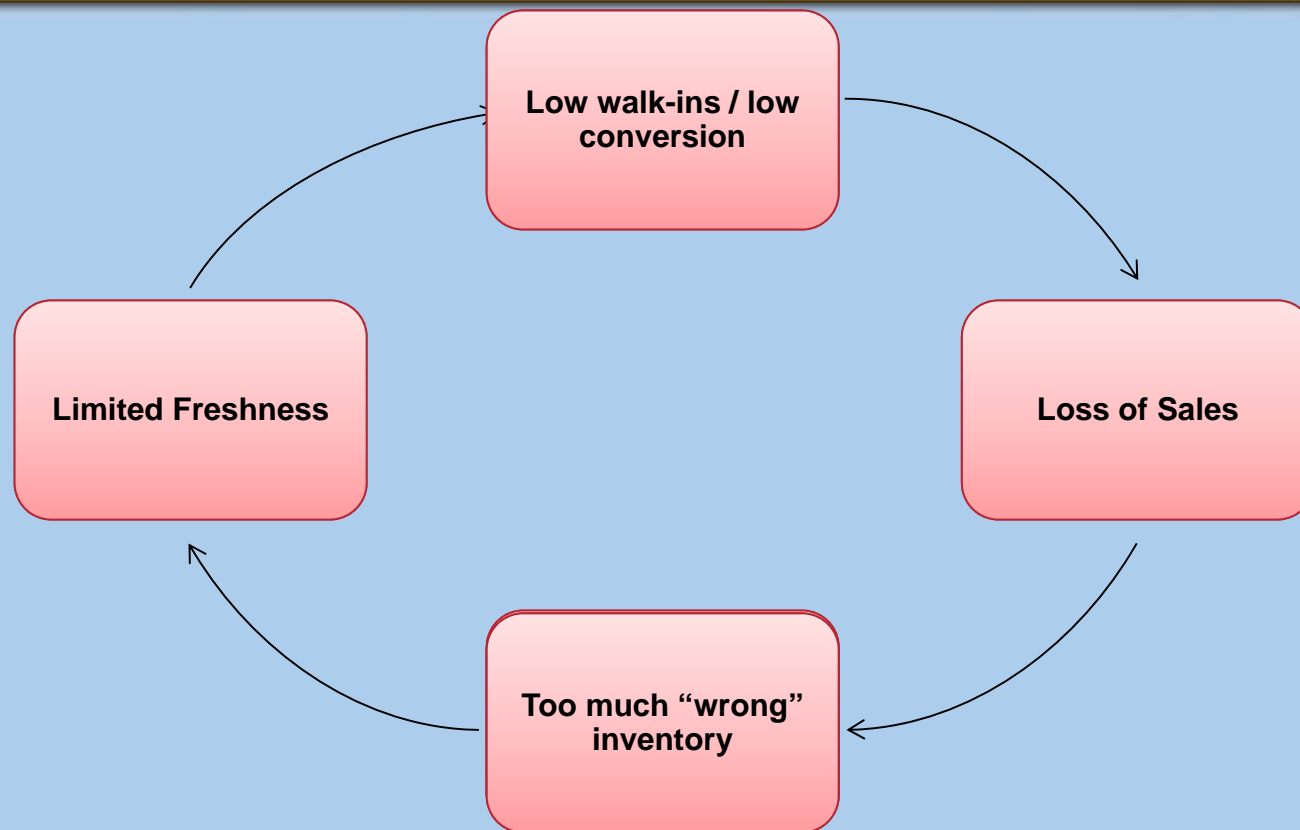 Low walk-ins / low
conversion
Limited Freshness
Loss of Sales
Too much “wrong”
inventory